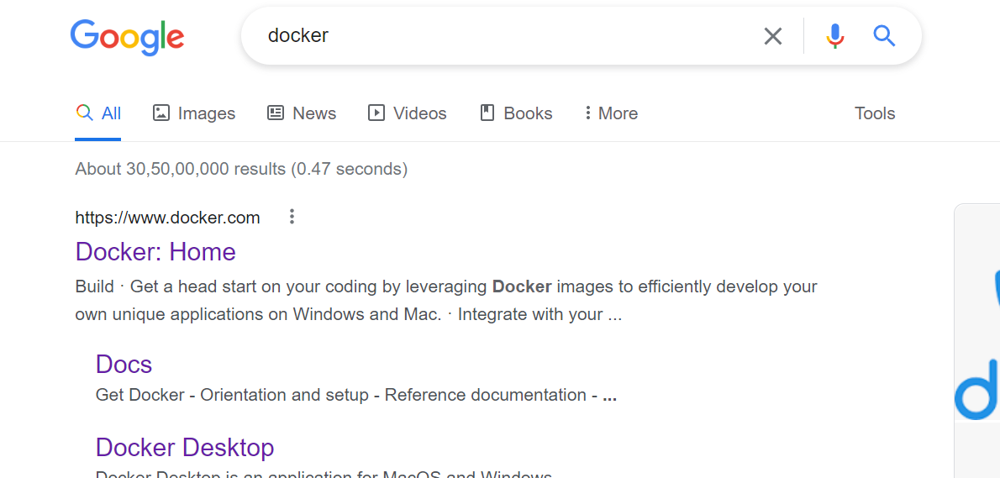 Google
docker
All Images News Videos Books More Tools
About 30,50,00,000 results (0.47 seconds)
https://www.docker.com
Docker: Home
Build · Get a head start on your coding by leveraging Docker images to efficiently develop your
own unique applications on Windows and Mac. · Integrate with your ...
Docs
Get Docker - Orientation and setup - Reference documentation - ...
Docker Desktop
Docker Desktop is an application for MacOS and Windows
d